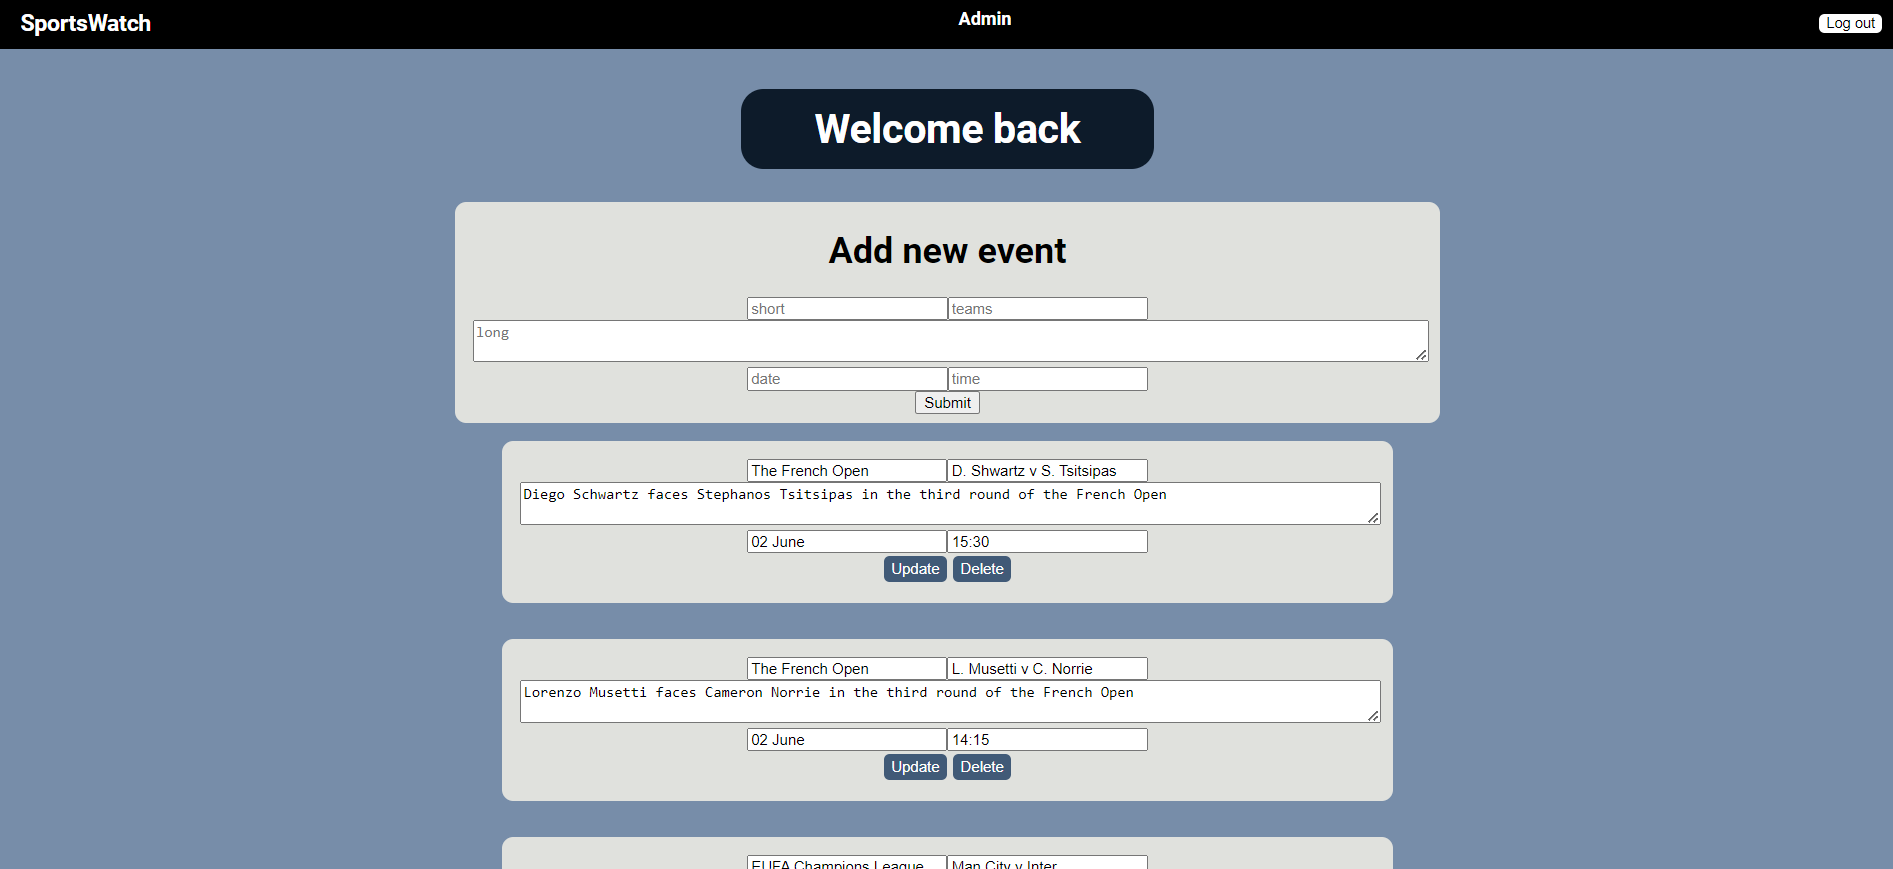 SportsWatch Admin Log out
Welcome back
Add new event
short teams
long
date time
Submit
The French Open D. Shwartz v S. Tsitsipas
Diego Schwartz faces Stephanos Tsitsipas in the third round of the French Open
02 June 15:30
Update Delete
The French Open L. Musetti v C. Norrie
Lorenzo Musetti faces Cameron Norrie in the third round of the French Open
02 June 14:15
Update Delete
EUFA Champions League Man City v Inter